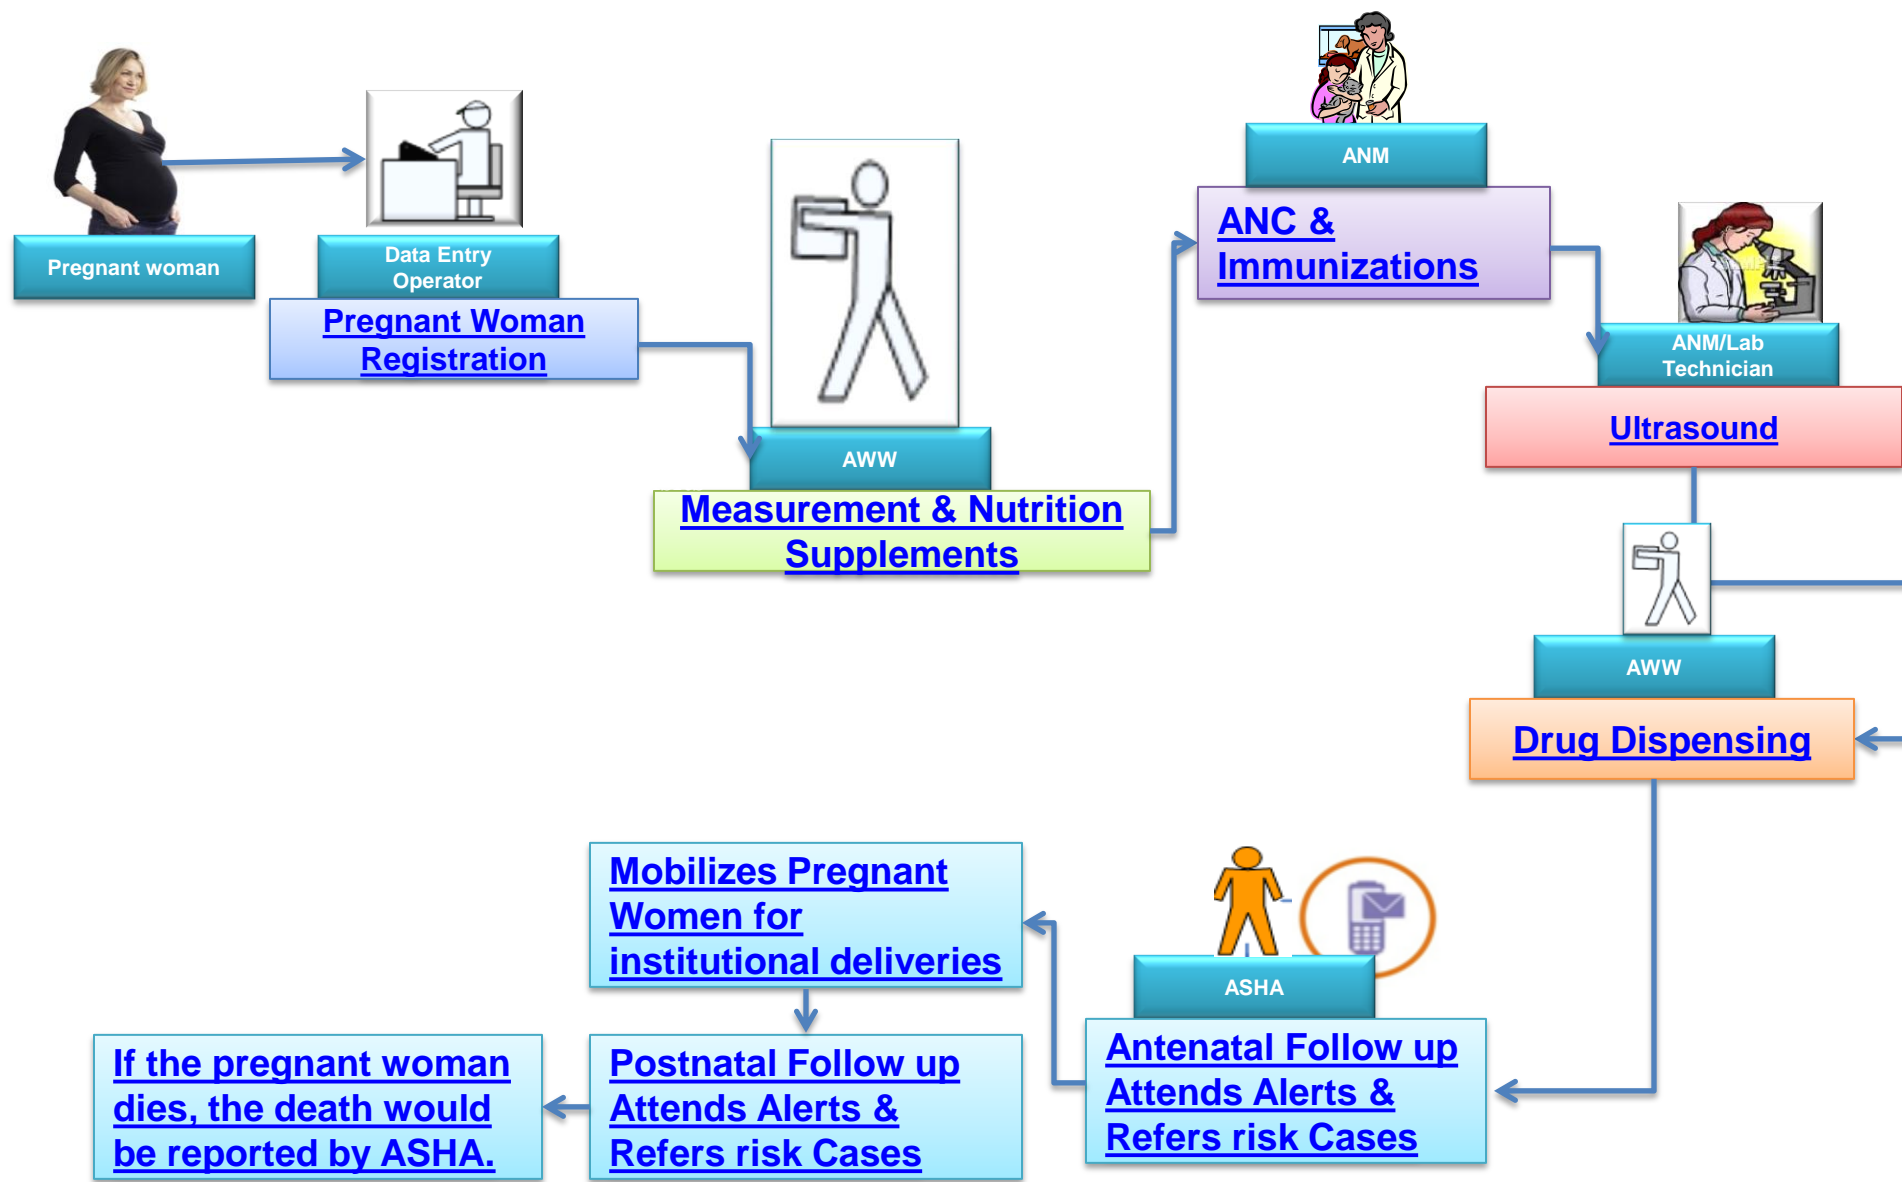 Pregnant woman
Data Entry
Operator
Pregnant Woman
Registration
AWW
Measurement & Nutrition
Supplements
ANM
ANC &
Immunizations
ANM/Lab
Technician
Ultrasound
AWW
Drug Dispensing
ASHA
Antenatal Follow up
Attends Alerts &
Refers risk Cases
Mobilizes Pregnant
Women for
institutional deliveries
Postnatal Follow up
Attends Alerts &
Refers risk Cases
If the pregnant woman
dies, the death would
be reported by ASHA.